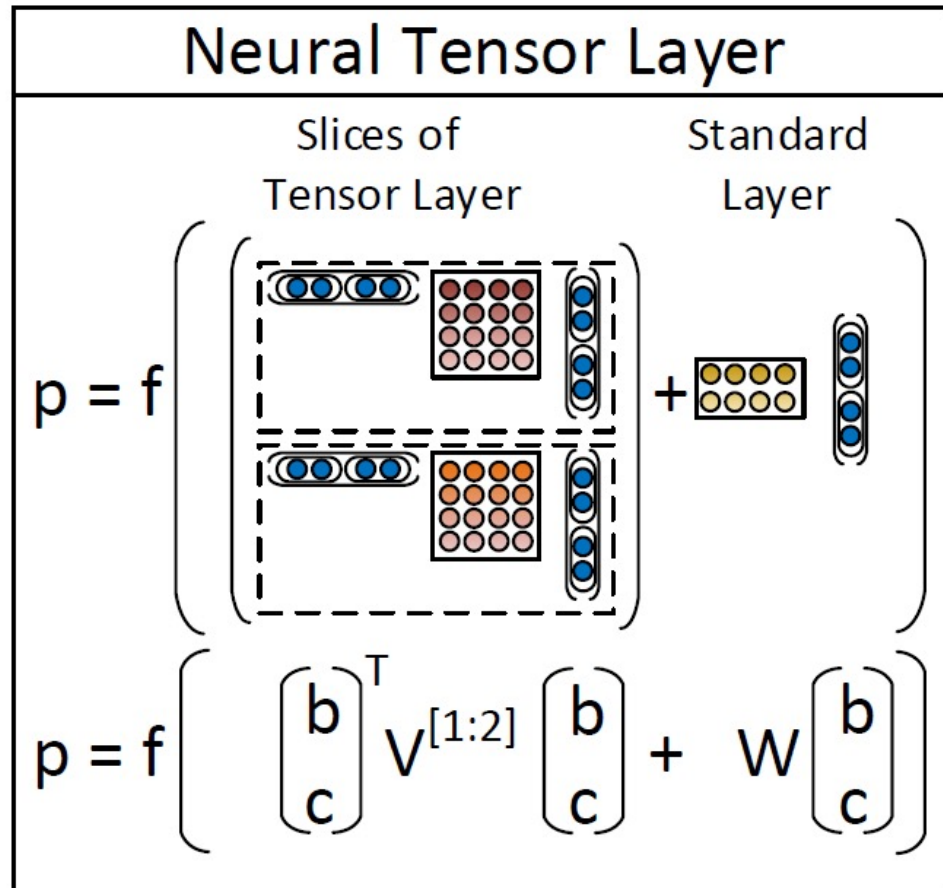 Neural Tensor Layer
Slices of Tensor Layer
Standard Layer
p = f
+
p = f ( [b c]^T V^[1:2] [b c] + W [b c] )